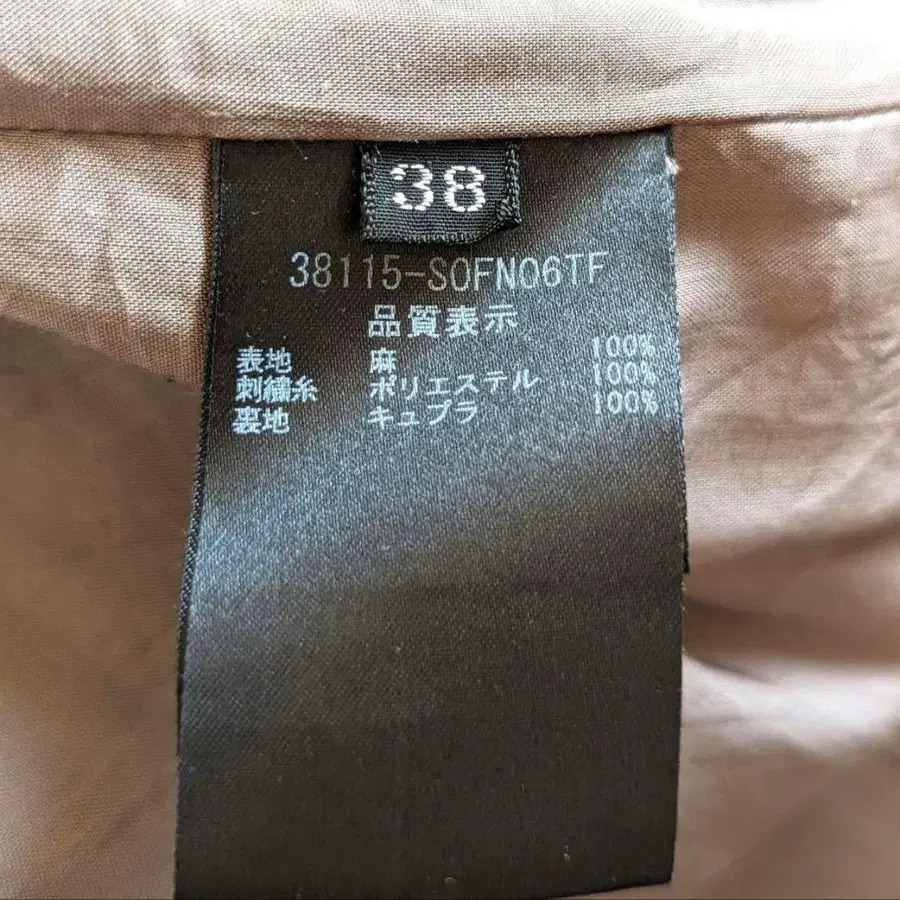 38
38115-S0FN06TF
品質表示
表地 麻 100%
刺繍糸 ポリエステル 100%
裏地 キュプラ 100%